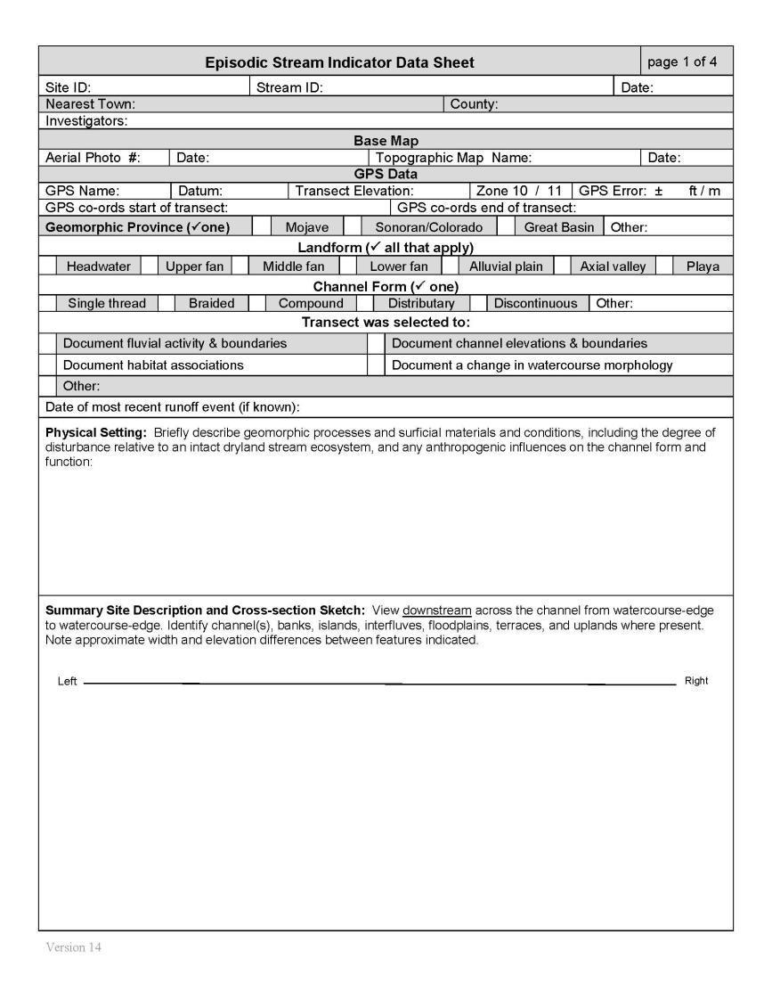 Episodic Stream Indicator Data Sheet page 1 of 4
Site ID: Stream ID: Date:
Nearest Town: County:
Investigators:
Base Map
Aerial Photo #: Date: Topographic Map Name: Date:
GPS Data
GPS Name: Datum: Transect Elevation: Zone 10 / 11 GPS Error: ± ft / m
GPS co-ords start of transect: GPS co-ords end of transect:
Geomorphic Province (✓one) Mojave Sonoran/Colorado Great Basin Other:
Landform (✓ all that apply)
Headwater Upper fan Middle fan Lower fan Alluvial plain Axial valley Playa
Channel Form (✓ one)
Single thread Braided Compound Distributary Discontinuous Other:
Transect was selected to:
Document fluvial activity & boundaries Document channel elevations & boundaries
Document habitat associations Document a change in watercourse morphology
Other:
Date of most recent runoff event (if known):
Physical Setting: Briefly describe geomorphic processes and surficial materials and conditions, including the degree of
disturbance relative to an intact dryland stream ecosystem, and any anthropogenic influences on the channel form and
function:
Summary Site Description and Cross-section Sketch: View downstream across the channel from watercourse-edge
to watercourse-edge. Identify channel(s), banks, islands, interfluves, floodplains, terraces, and uplands where present.
Note approximate width and elevation differences between features indicated.
Left Right
Version 14